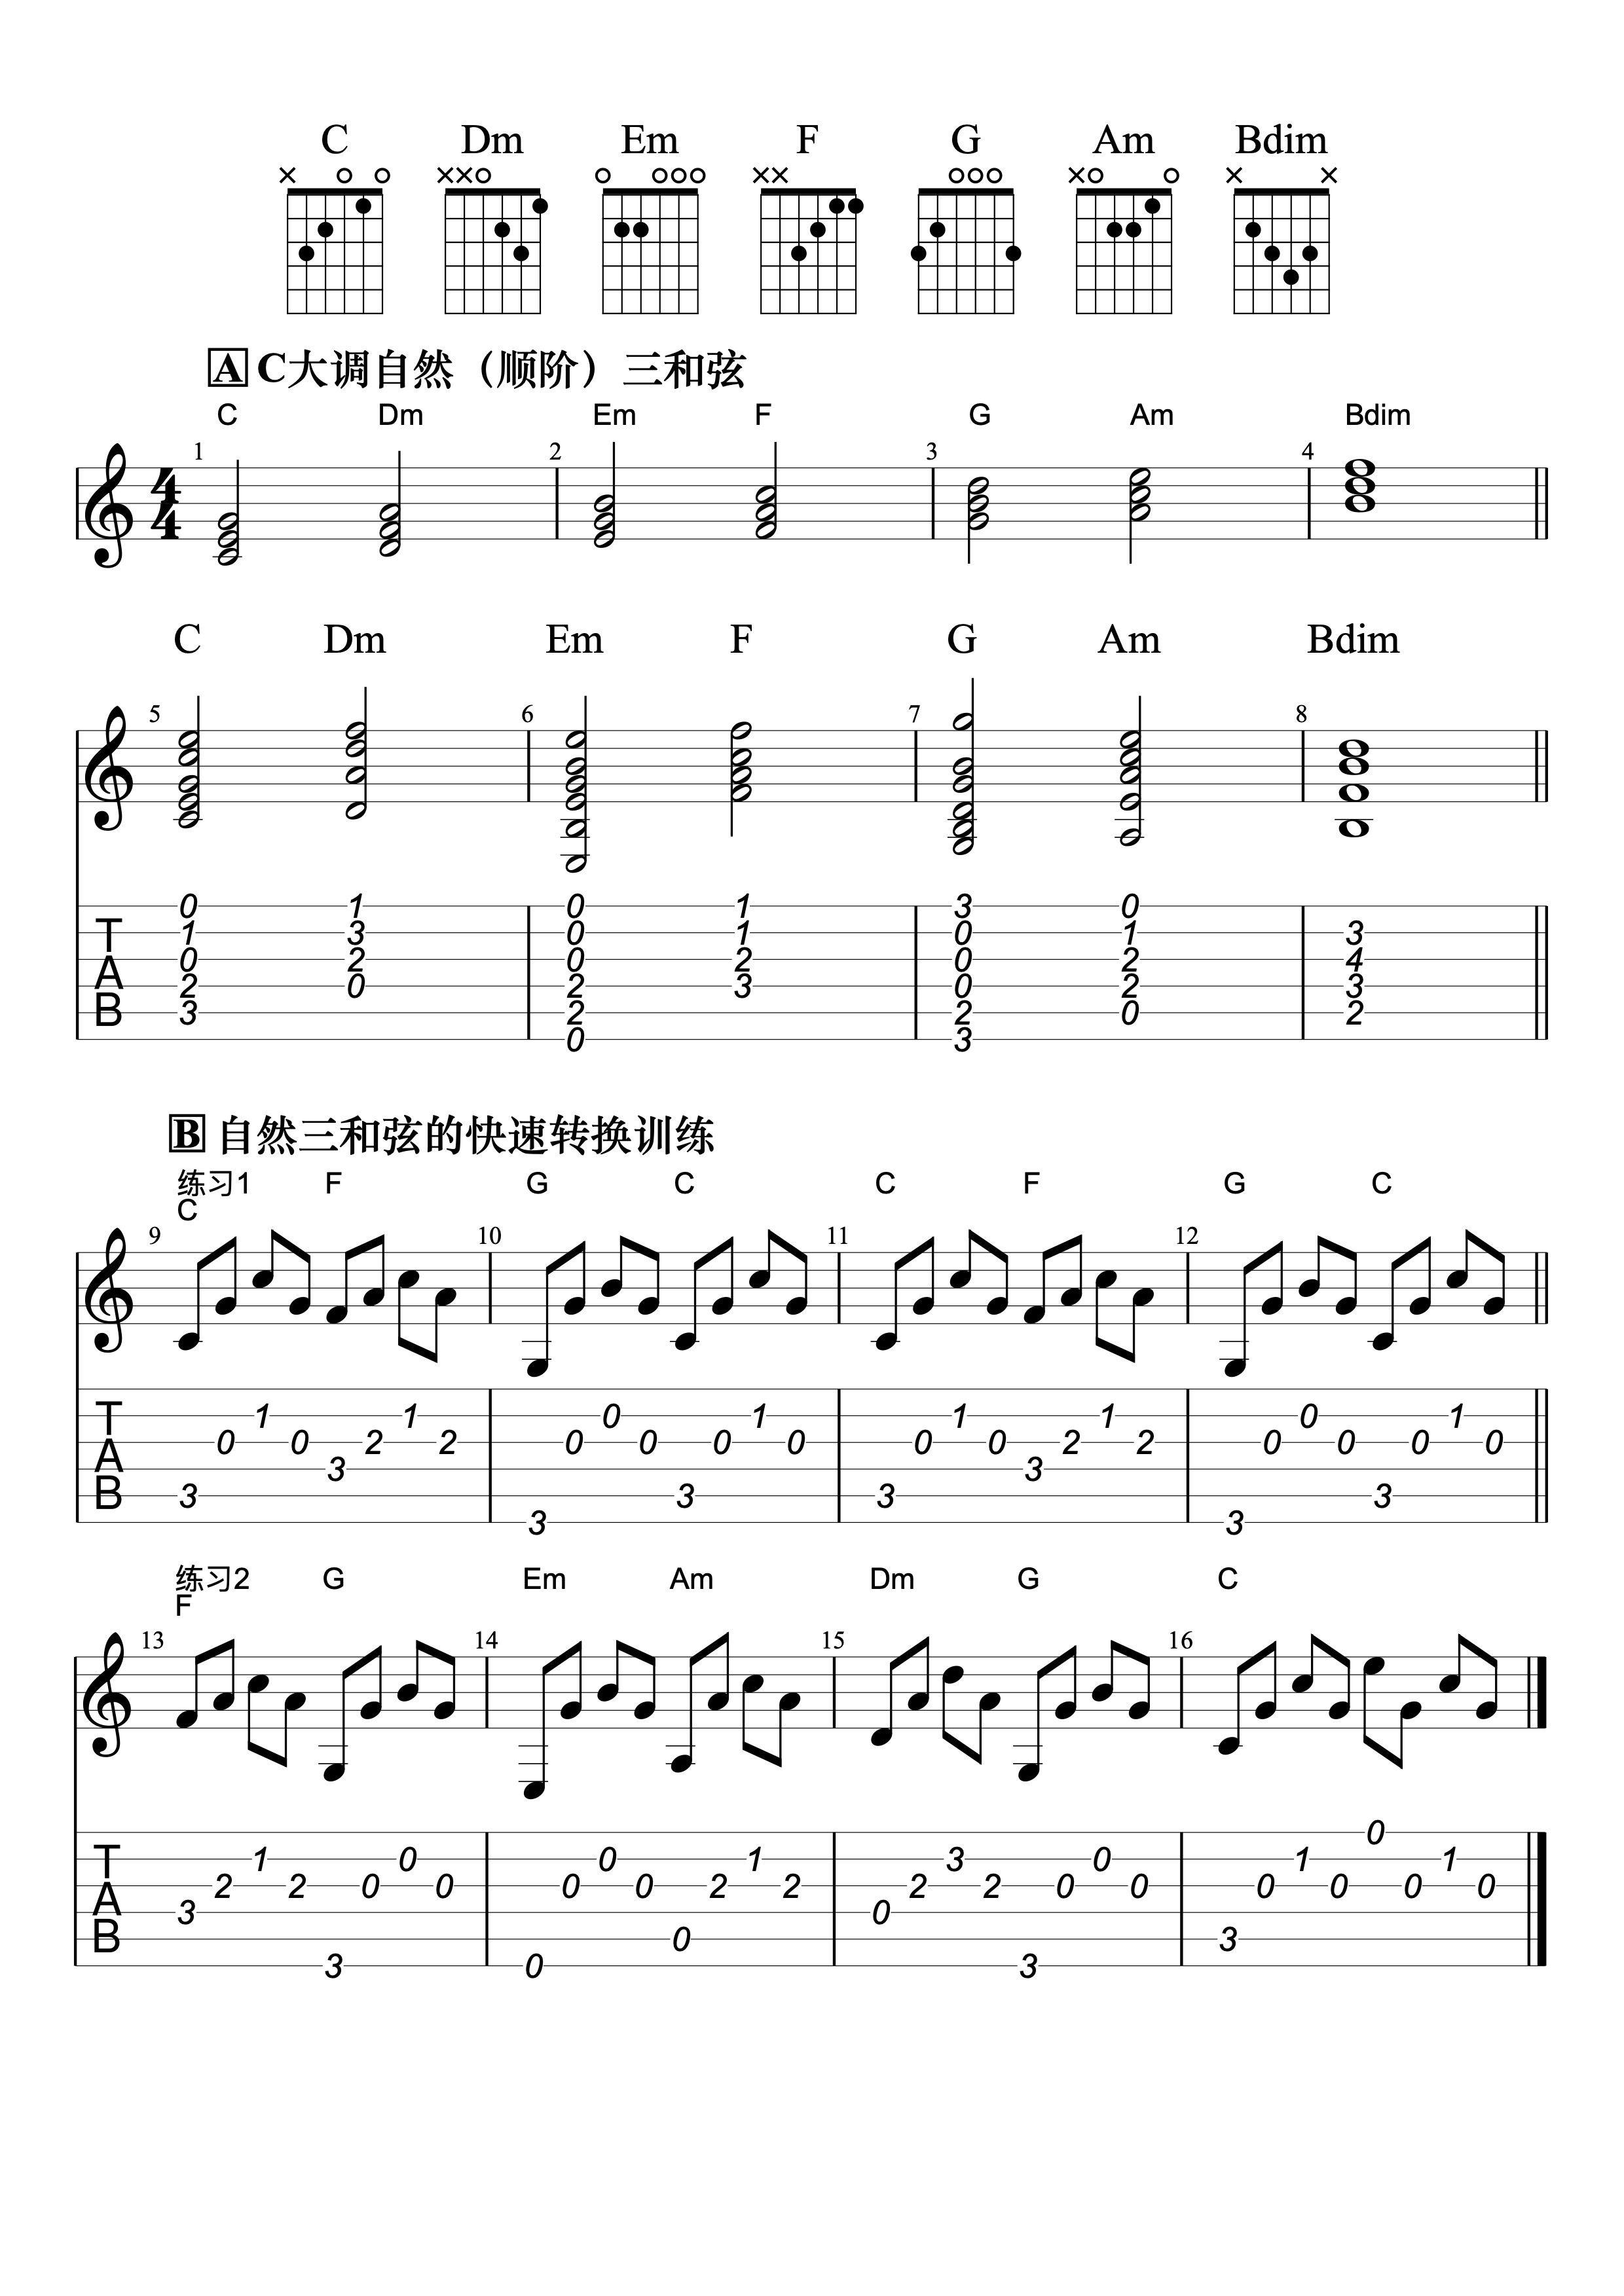 C Dm Em F G Am Bdim
A C大调自然（顺阶）三和弦
C Dm Em F G Am Bdim
1 2 3 4
4
4
C Dm Em F G Am Bdim
5 6 7 8
0 1 0 1 3 0
T 1 3 0 1 0 1 3
0 2 0 2 0 2 4
A 2 0 2 3 0 2 3
B 3 2 2 0 2
0 3
B 自然三和弦的快速转换训练
练习1 F G C C F G C
C
9 10 11 12
T 1 1 0 1 1 1 0 1
0 0 2 2 0 0 0 0 0 0 2 2 0 0 0 0
A 3 3
B 3 3 3 3
3 3
练习2 G Em Am Dm G C
F
13 14 15 16
0
T 1 0 0 1 3 0 1 1
2 2 0 0 0 0 2 2 2 2 0 0 0 0 0 0
A 3 0
B 0 3
3 0 3